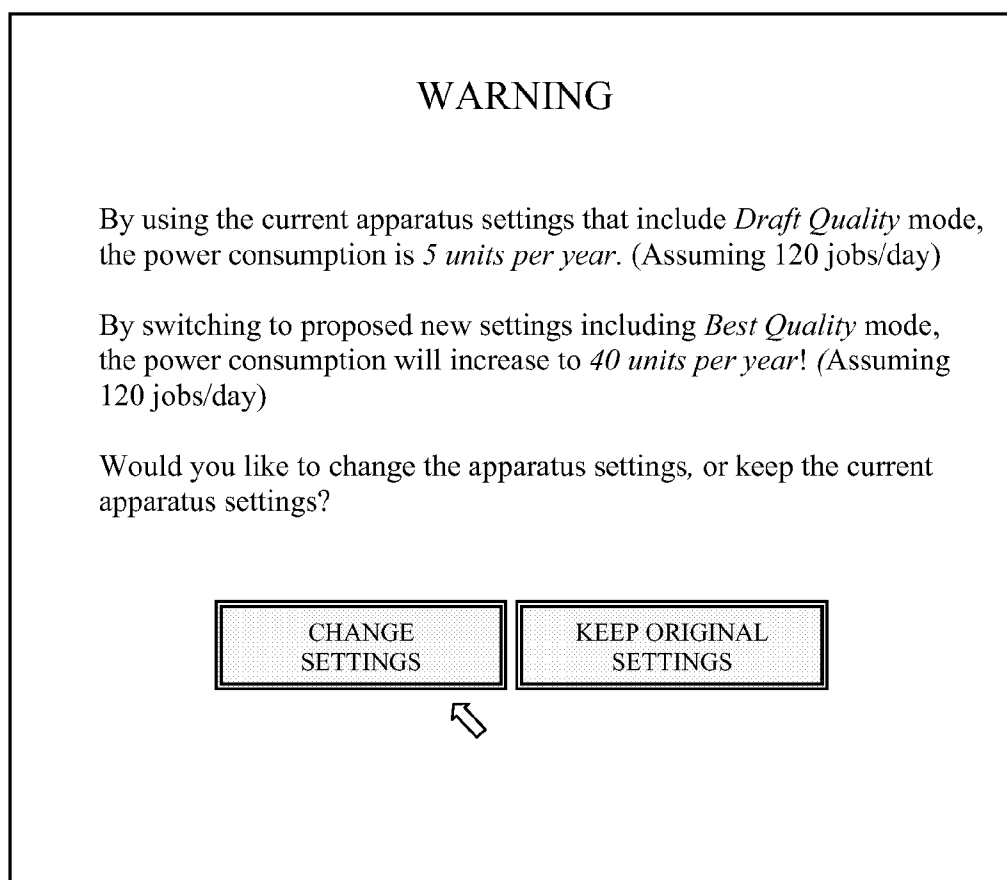 WARNING
By using the current apparatus settings that include Draft Quality mode,
the power consumption is 5 units per year. (Assuming 120 jobs/day)
By switching to proposed new settings including Best Quality mode,
the power consumption will increase to 40 units per year! (Assuming
120 jobs/day)
Would you like to change the apparatus settings, or keep the current
apparatus settings?
CHANGE
SETTINGS
KEEP ORIGINAL
SETTINGS